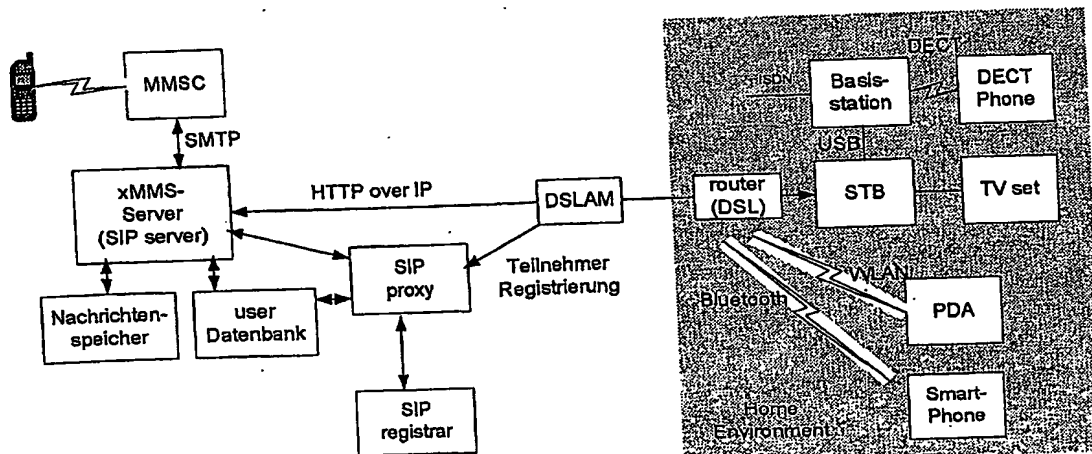 MMSC
SMTP
xMMS-
Server
(SIP server)
HTTP over IP
DSLAM
Nachrichten-
speicher
user
Datenbank
SIP
proxy
Teilnehmer
Registrierung
SIP
registrar
ISDN
Basis-
station
DECT
DECT
Phone
USB
router
(DSL)
STB
TV set
WLAN
Bluetooth
PDA
Smart-
Phone
Home
Environment